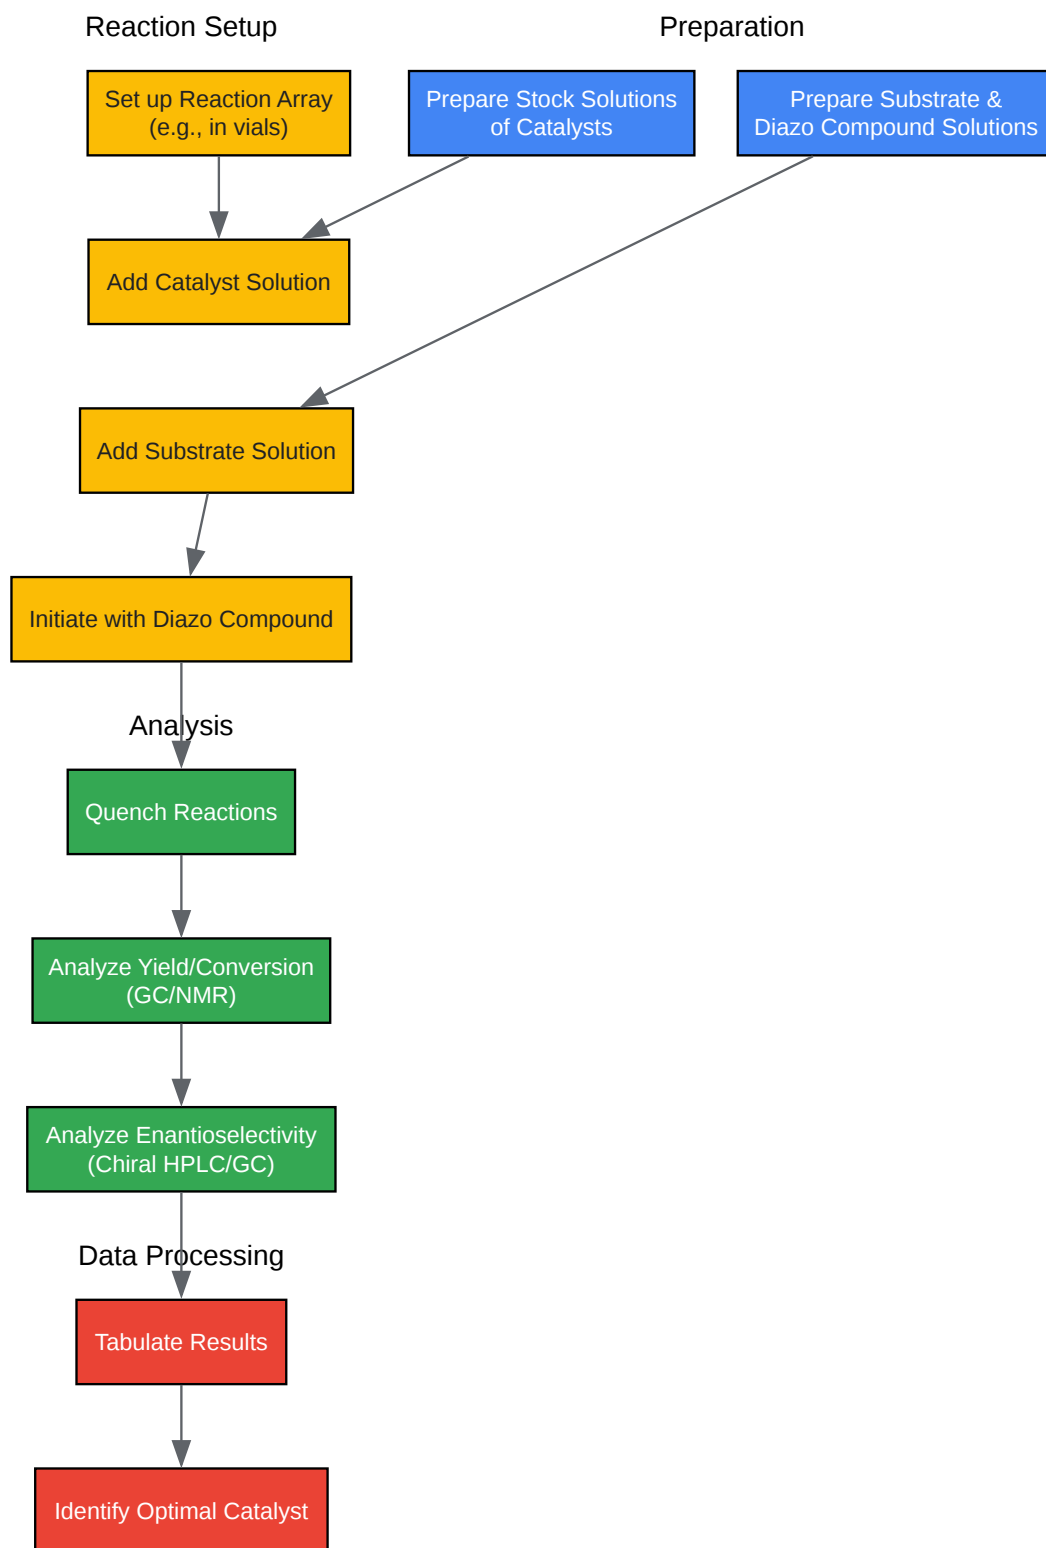 Reaction Setup
Preparation
Set up Reaction Array
(e.g., in vials)
Prepare Stock Solutions
of Catalysts
Prepare Substrate &
Diazo Compound Solutions
Add Catalyst Solution
Add Substrate Solution
Initiate with Diazo Compound
Analysis
Quench Reactions
Analyze Yield/Conversion
(GC/NMR)
Analyze Enantioselectivity
(Chiral HPLC/GC)
Data Processing
Tabulate Results
Identify Optimal Catalyst